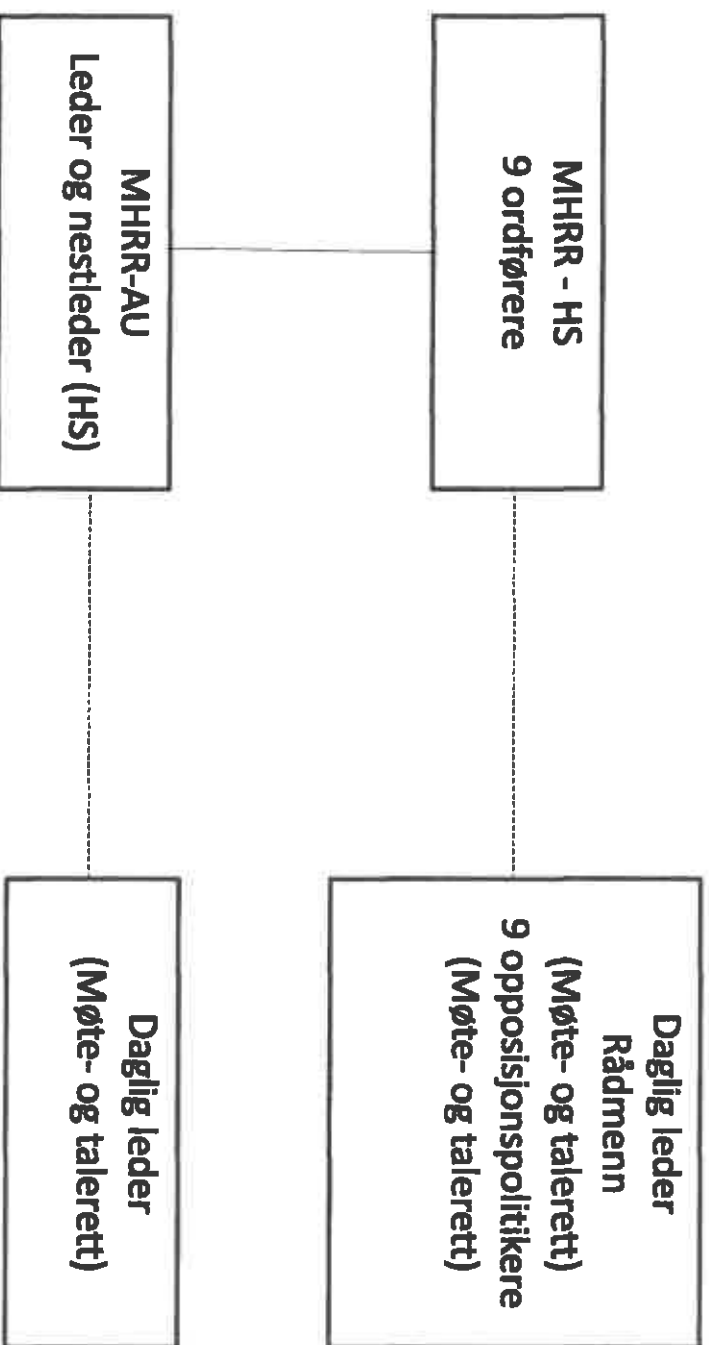 MHRR - HS
9 ordførere
Daglig leder
Rådmenn
(Møte- og talerett)
9 opposisjonspolitikere
(Møte- og talerett)
MHRR-AU
Leder og nestleder (HS)
Daglig leder
(Møte- og talerett)